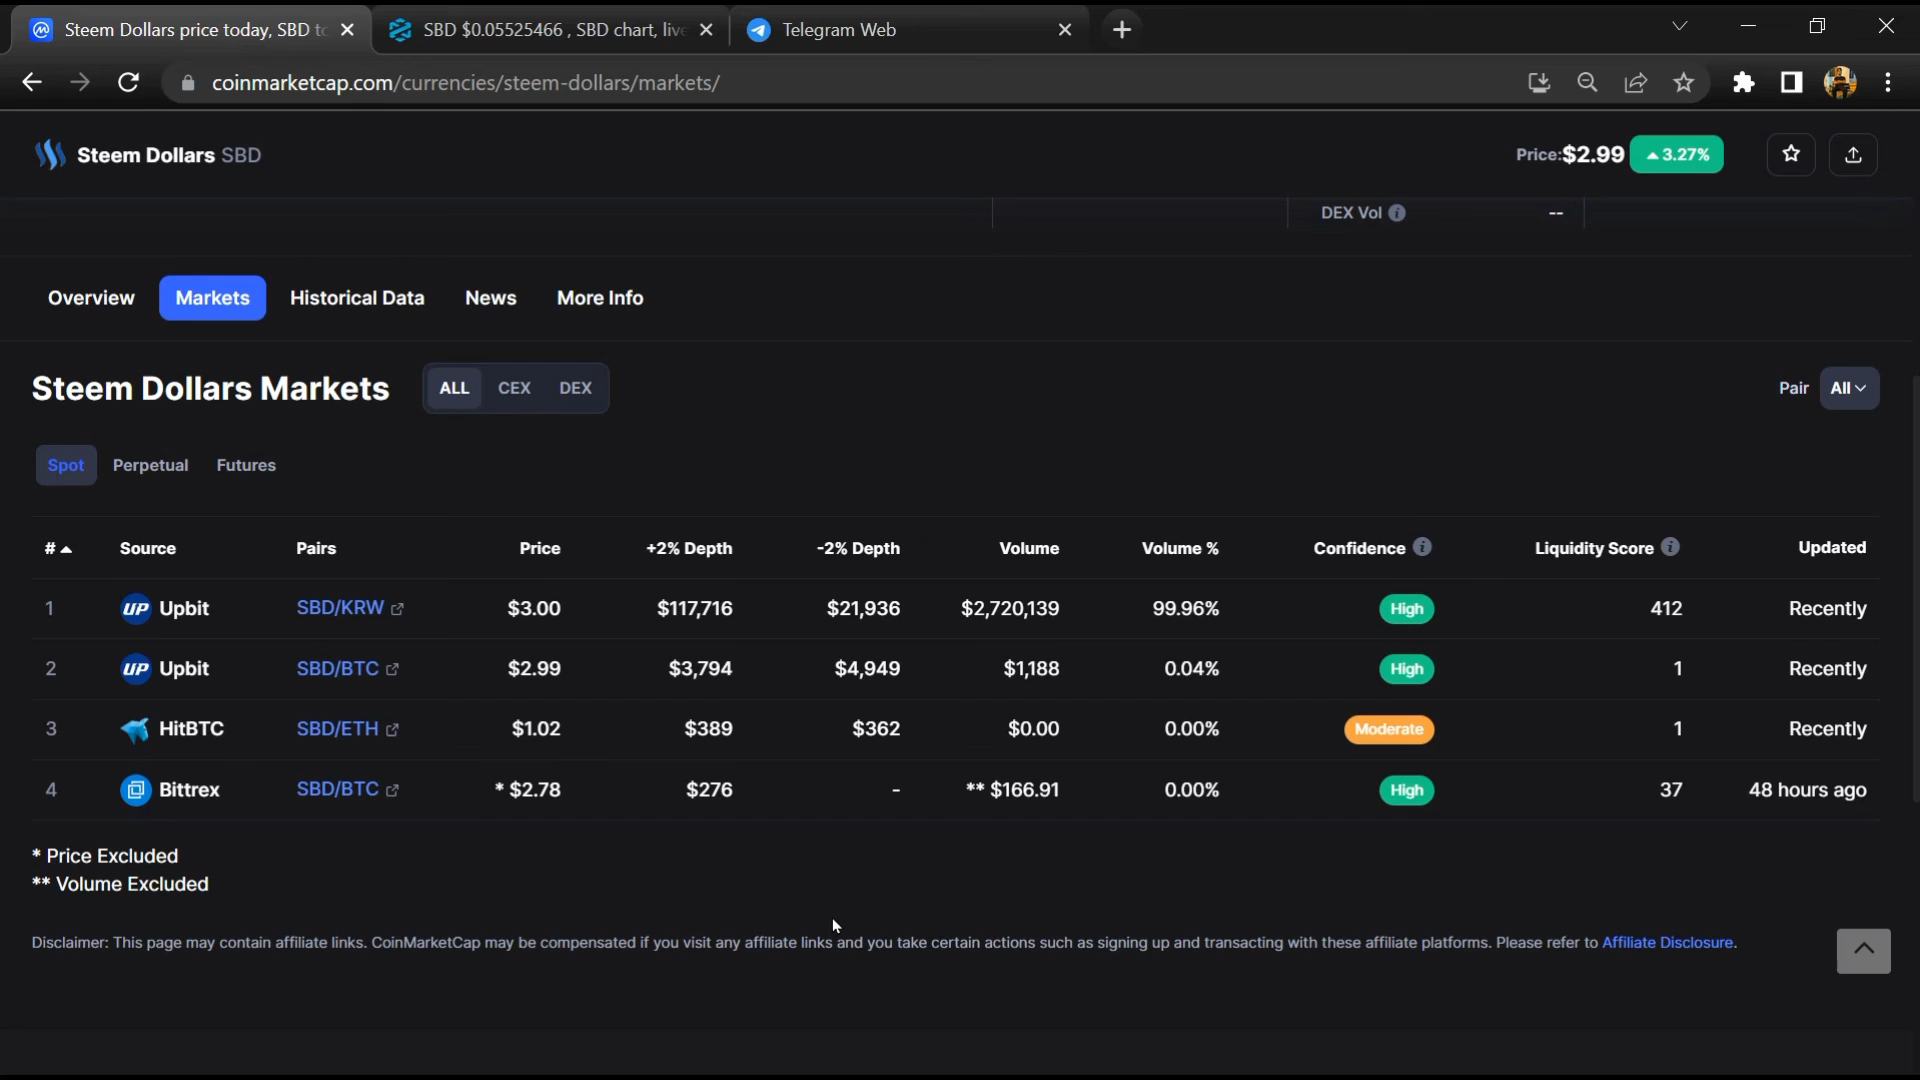 Steem Dollars price today, SBD to
SBD $0.05525466 , SBD chart, live
Telegram Web
coinmarketcap.com/currencies/steem-dollars/markets/
Steem Dollars SBD
Price:$2.99 3.27%
DEX Vol --
Overview Markets Historical Data News More Info
Steem Dollars Markets ALL CEX DEX Pair All
Spot Perpetual Futures
# Source Pairs Price +2% Depth -2% Depth Volume Volume % Confidence Liquidity Score Updated
1 UP Upbit SBD/KRW $3.00 $117,716 $21,936 $2,720,139 99.96% High 412 Recently
2 UP Upbit SBD/BTC $2.99 $3,794 $4,949 $1,188 0.04% High 1 Recently
3 HitBTC SBD/ETH $1.02 $389 $362 $0.00 0.00% Moderate 1 Recently
4 Bittrex SBD/BTC * $2.78 $276 - ** $166.91 0.00% High 37 48 hours ago
* Price Excluded
** Volume Excluded
Disclaimer: This page may contain affiliate links. CoinMarketCap may be compensated if you visit any affiliate links and you take certain actions such as signing up and transacting with these affiliate platforms. Please refer to Affiliate Disclosure.